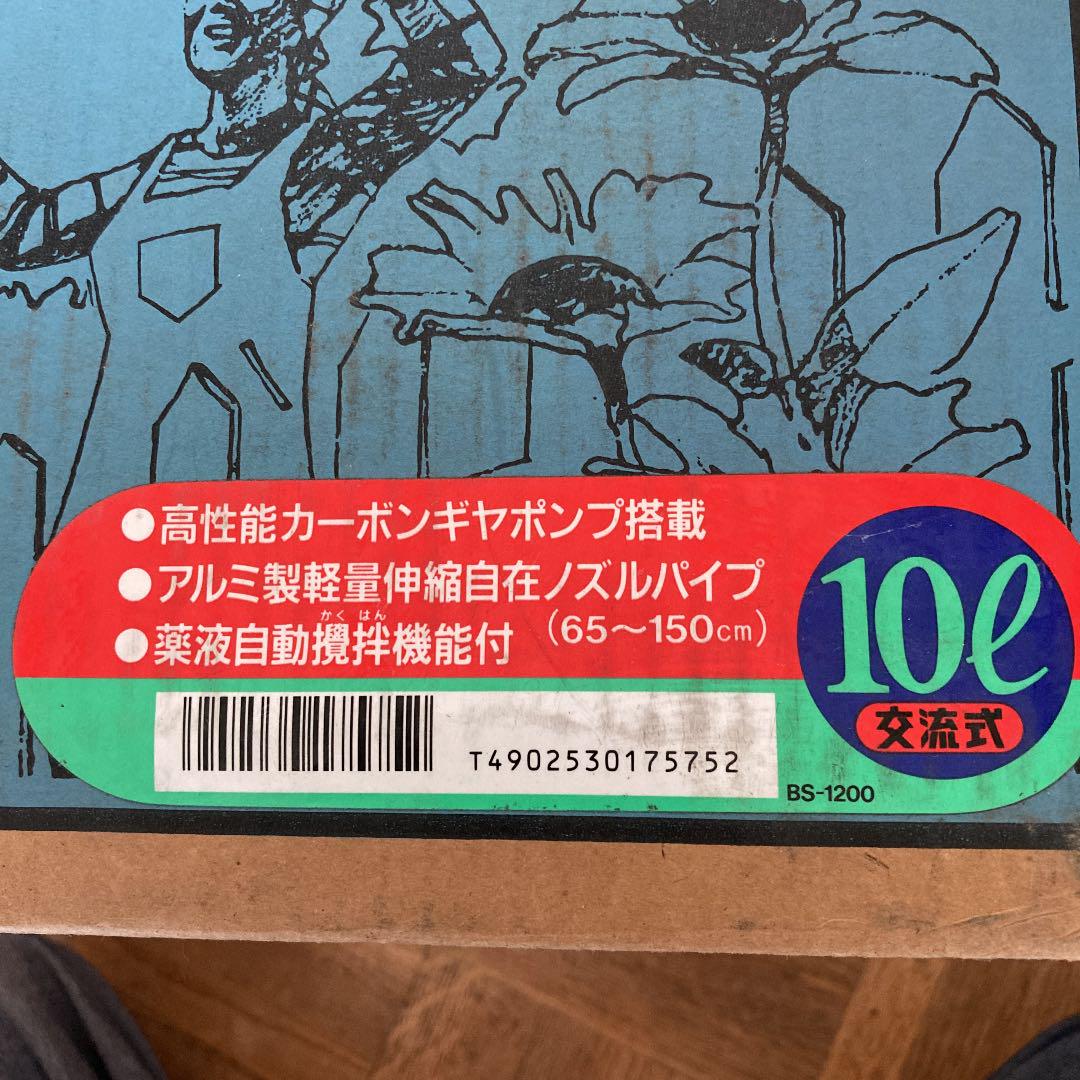 ●高性能カーボンギヤポンプ搭載
●アルミ製軽量伸縮自在ノズルパイプ
(65〜150cm)
かく はん
●薬液自動攪拌機能付
10ℓ
交流式
T4902530175752
BS-1200